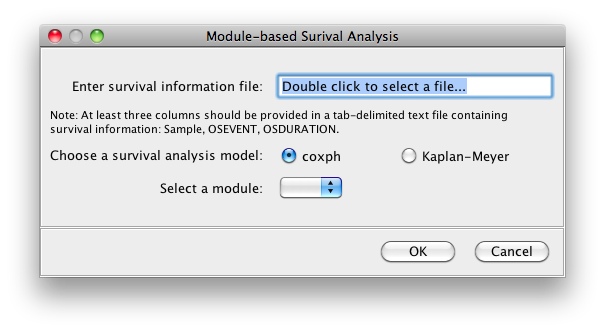 Module-based Surival Analysis
Enter survival information file: Double click to select a file...
Note: At least three columns should be provided in a tab-delimited text file containing
survival information: Sample, OSEVENT, OSDURATION.
Choose a survival analysis model: coxph Kaplan-Meyer
Select a module:
OK Cancel